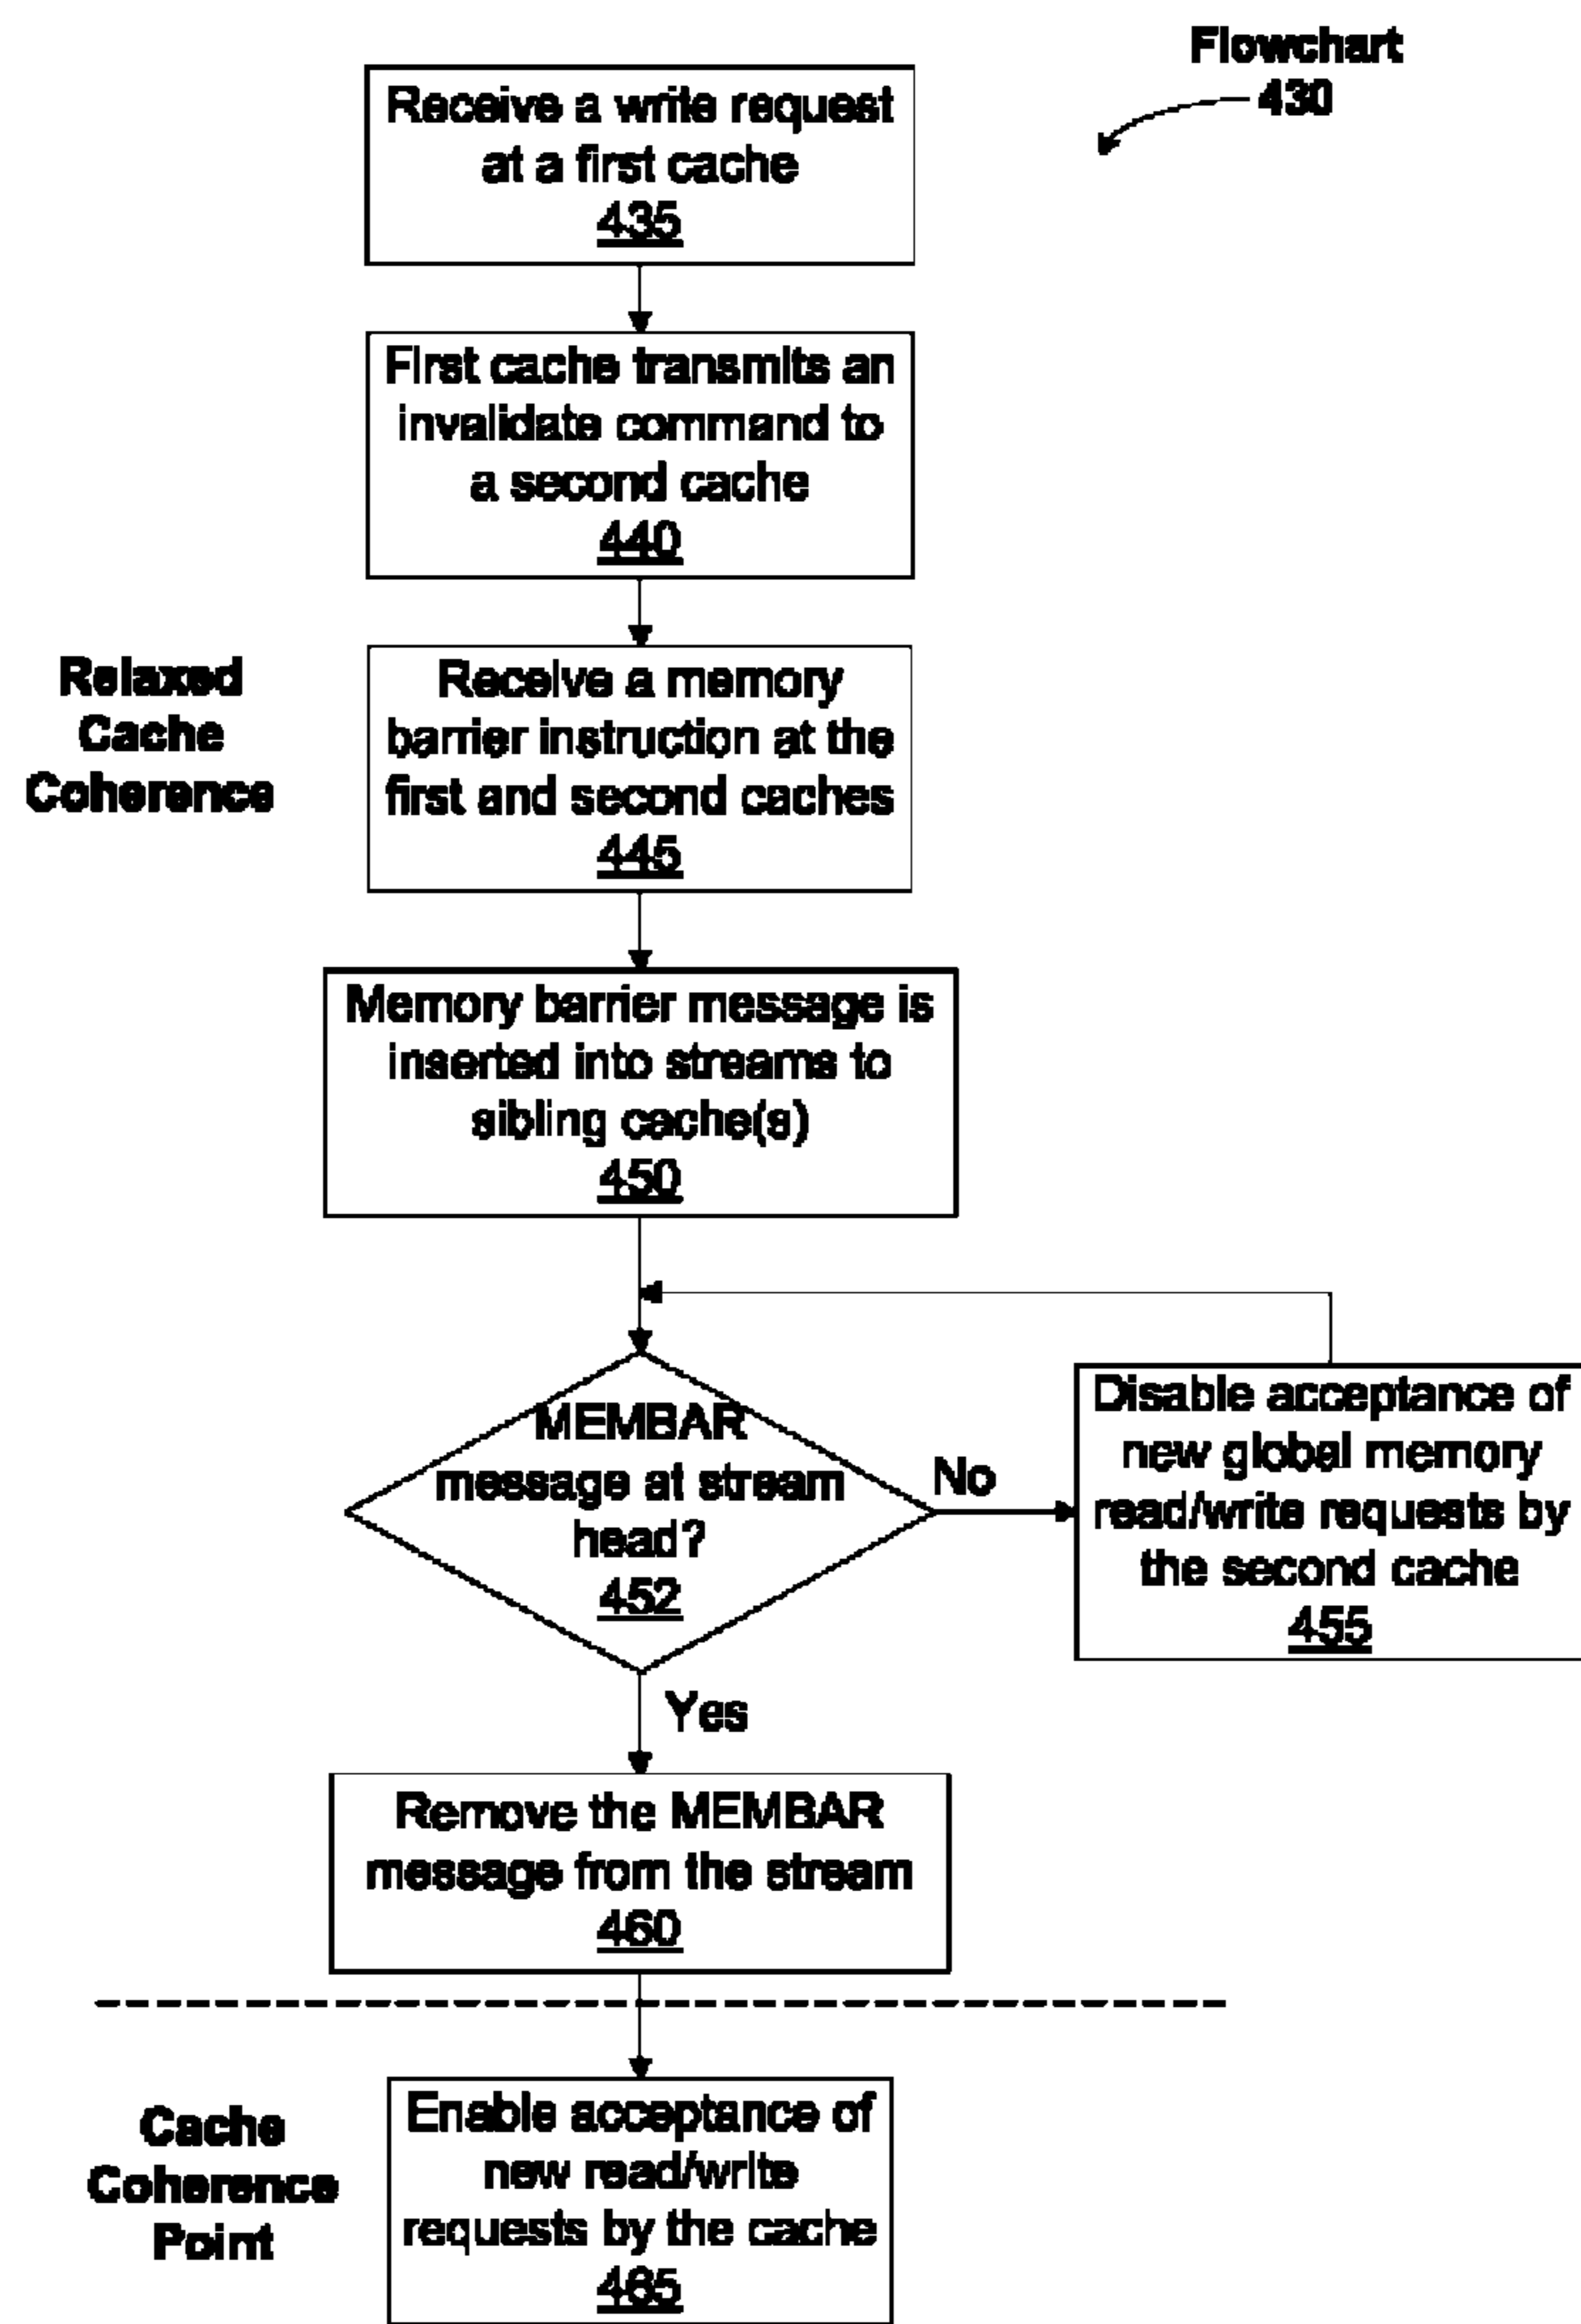 Flowchart
430
Receive a write request
at a first cache
435
First cache transmits an
invalidate command to
a second cache
440
Relaxed
Cache
Coherence
Receive a memory
barrier instruction at the
first and second caches
445
Memory barrier message is
inserted into streams to
sibling cache(s)
450
MEMBAR
message at stream
head?
452
No
Disable acceptance of
new global memory
read/write requests by
the second cache
455
Yes
Remove the MEMBAR
message from the stream
460
Cache
Coherence
Point
Enable acceptance of
new read/write
requests by the cache
465